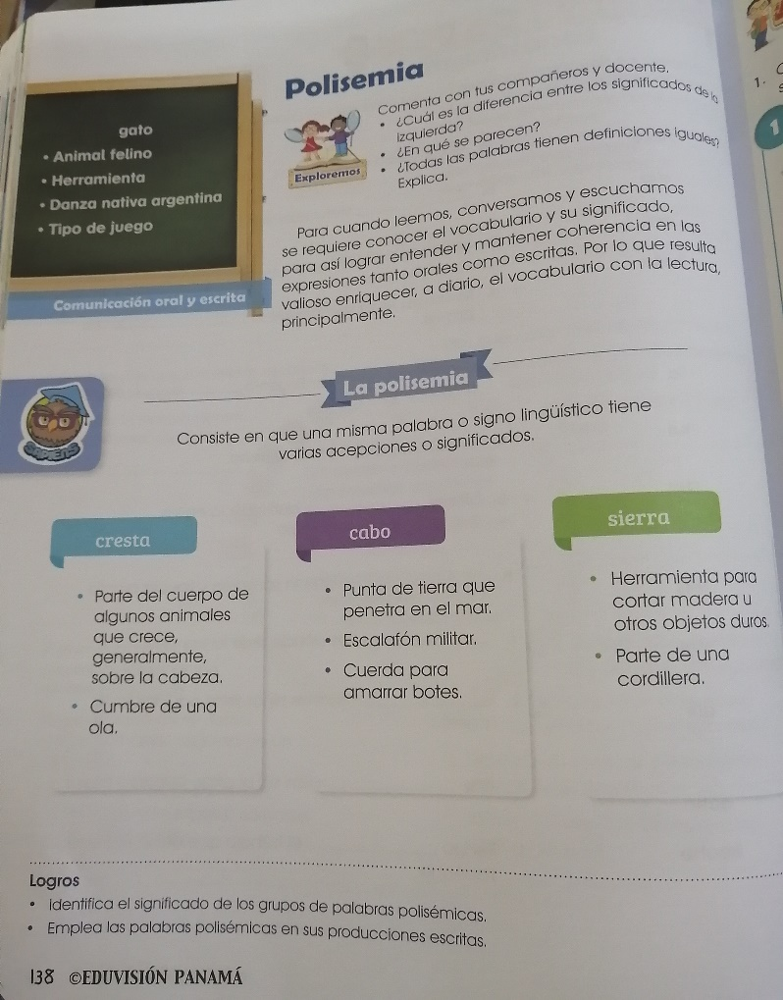 gato
• Animal felino
• Herramienta
• Danza nativa argentina
• Tipo de juego
Comunicación oral y escrita
Polisemia
Exploremos
Comenta con tus compañeros y docente.
• ¿Cuál es la diferencia entre los significados de
izquierda?
• ¿En qué se parecen?
• ¿Todas las palabras tienen definiciones iguales?
Explica.
Para cuando leemos, conversamos y escuchamos
se requiere conocer el vocabulario y su significado,
para así lograr entender y mantener coherencia en las
expresiones tanto orales como escritas. Por lo que resulta
valioso enriquecer, a diario, el vocabulario con la lectura,
principalmente.
La polisemia
SAPIENS
Consiste en que una misma palabra o signo lingüístico tiene
varias acepciones o significados.
cresta
• Parte del cuerpo de
algunos animales
que crece,
generalmente,
sobre la cabeza.
• Cumbre de una
ola.
cabo
• Punta de tierra que
penetra en el mar.
• Escalafón militar.
• Cuerda para
amarrar botes.
sierra
• Herramienta para
cortar madera u
otros objetos duros.
• Parte de una
cordillera.
Logros
• Identifica el significado de los grupos de palabras polisémicas.
• Emplea las palabras polisémicas en sus producciones escritas.
138 ©EDUVISIÓN PANAMÁ
1.
1